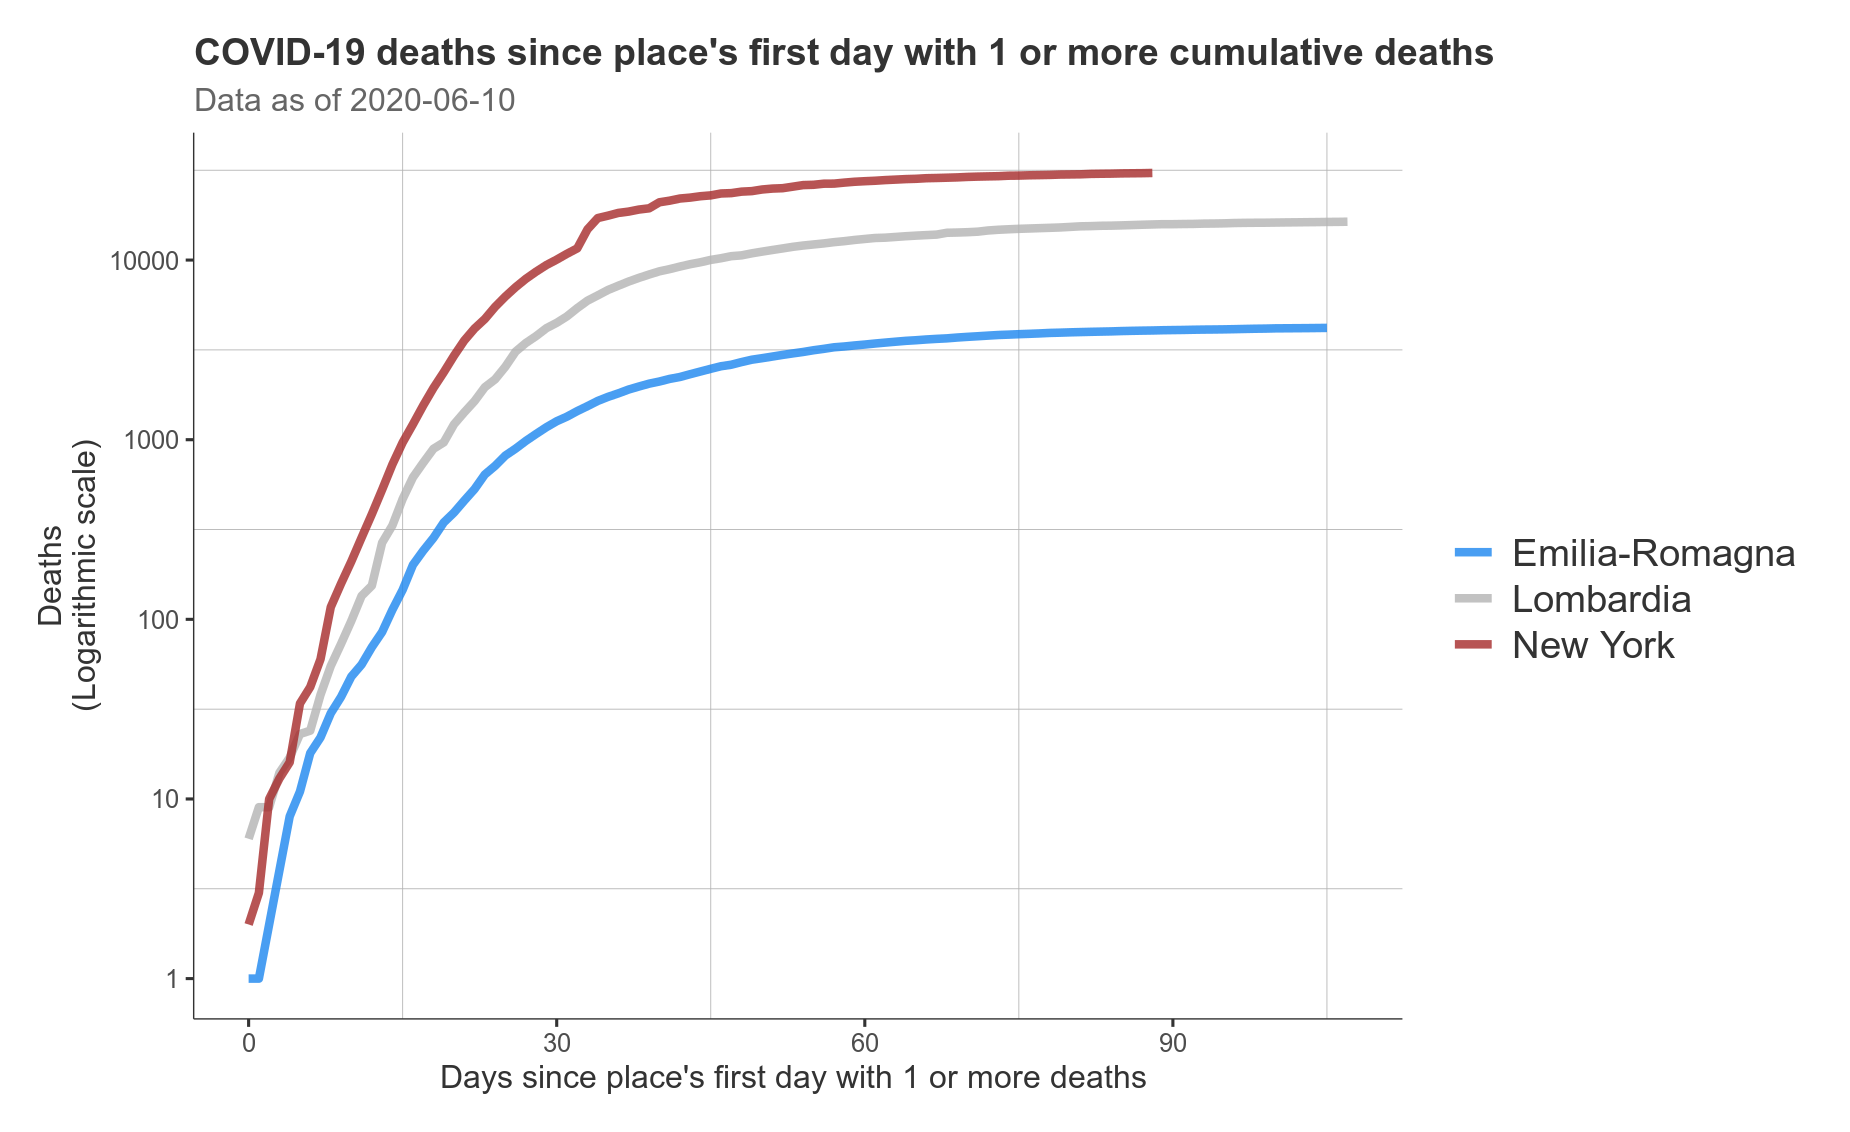 COVID-19 deaths since place's first day with 1 or more cumulative deaths
Data as of 2020-06-10
Deaths
(Logarithmic scale)
10000
1000
100
10
1
0
30
60
90
Days since place's first day with 1 or more deaths
Emilia-Romagna
Lombardia
New York